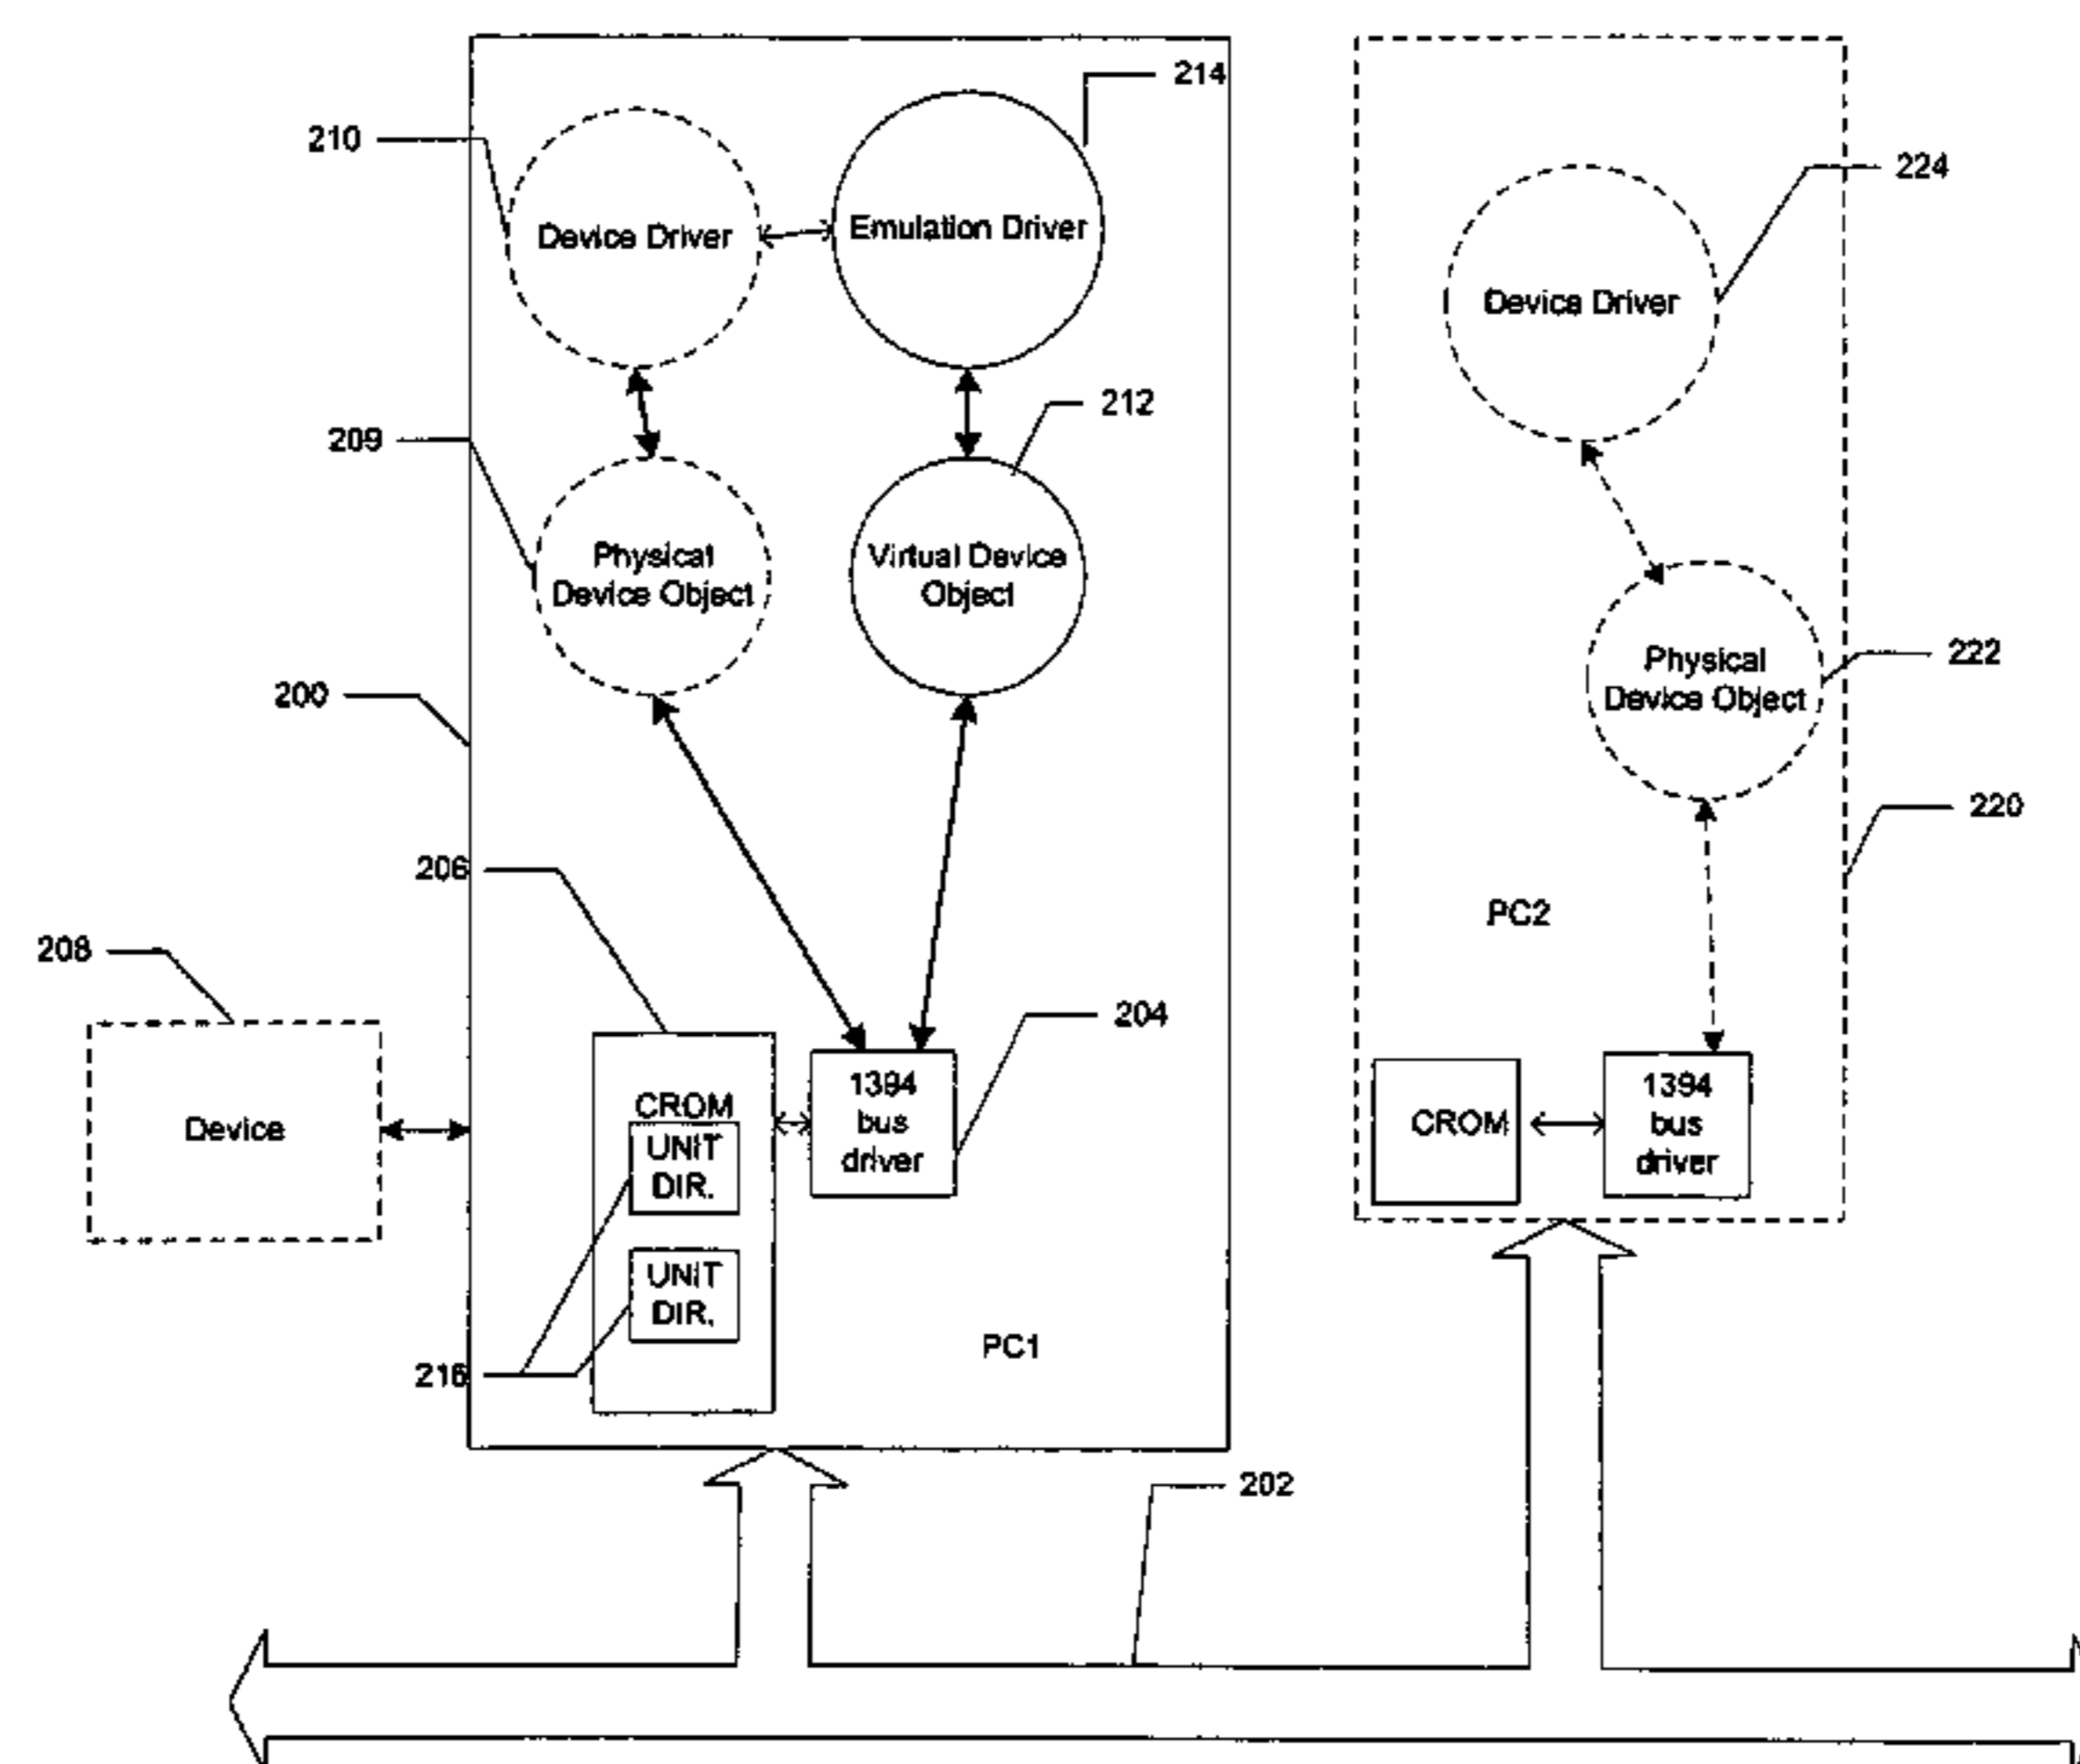 214
210
224
Device Driver
Emulation Driver
Device Driver
212
209
Physical
Device Object
Virtual Device
Object
222
Physical
Device Object
200
220
206
PC2
208
204
Device
CROM
UNIT
DIR.
UNIT
DIR.
1394
bus
driver
CROM
1394
bus
driver
216
PC1
202